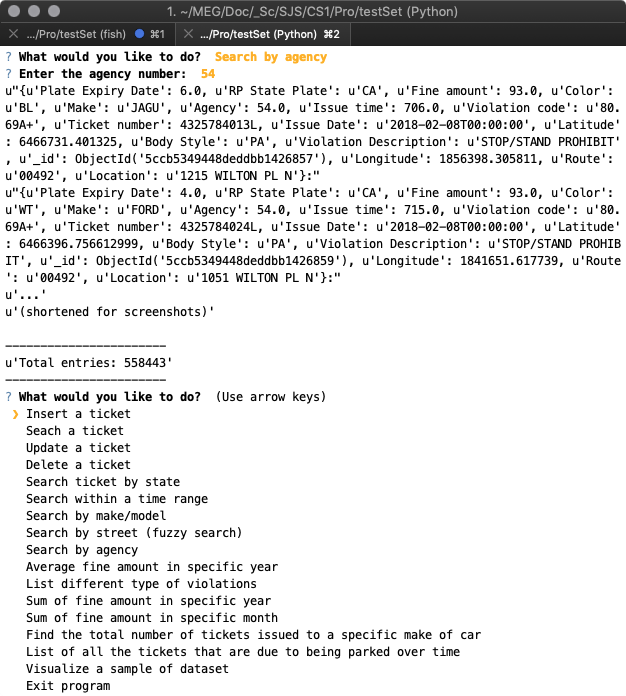 1. ~/MEG/Doc/_Sc/SJS/CS1/Pro/testSet (Python)
.../Pro/testSet (fish) ⌘1 .../Pro/testSet (Python) ⌘2
? What would you like to do?  Search by agency
? Enter the agency number:  54
u"{u'Plate Expiry Date': 6.0, u'RP State Plate': u'CA', u'Fine amount': 93.0, u'Color':
u'BL', u'Make': u'JAGU', u'Agency': 54.0, u'Issue time': 706.0, u'Violation code': u'80.
69A+', u'Ticket number': 4325784013L, u'Issue Date': u'2018-02-08T00:00:00', u'Latitude'
: 6466731.401325, u'Body Style': u'PA', u'Violation Description': u'STOP/STAND PROHIBIT'
, u'_id': ObjectId('5ccb5349448deddbb1426857'), u'Longitude': 1856398.305811, u'Route':
u'00492', u'Location': u'1215 WILTON PL N'}:"
u"{u'Plate Expiry Date': 4.0, u'RP State Plate': u'CA', u'Fine amount': 93.0, u'Color':
u'WT', u'Make': u'FORD', u'Agency': 54.0, u'Issue time': 715.0, u'Violation code': u'80.
69A+', u'Ticket number': 4325784024L, u'Issue Date': u'2018-02-08T00:00:00', u'Latitude'
: 6466396.756612999, u'Body Style': u'PA', u'Violation Description': u'STOP/STAND PROHIB
IT', u'_id': ObjectId('5ccb5349448deddbb1426859'), u'Longitude': 1841651.617739, u'Route
': u'00492', u'Location': u'1051 WILTON PL N'}:"
u'...'
u'(shortened for screenshots)'
-----------------------
u'Total entries: 558443'
-----------------------
? What would you like to do?  (Use arrow keys)
❯ Insert a ticket
Seach a ticket
Update a ticket
Delete a ticket
Search ticket by state
Search within a time range
Search by make/model
Search by street (fuzzy search)
Search by agency
Average fine amount in specific year
List different type of violations
Sum of fine amount in specific year
Sum of fine amount in specific month
Find the total number of tickets issued to a specific make of car
List of all the tickets that are due to being parked over time
Visualize a sample of dataset
Exit program